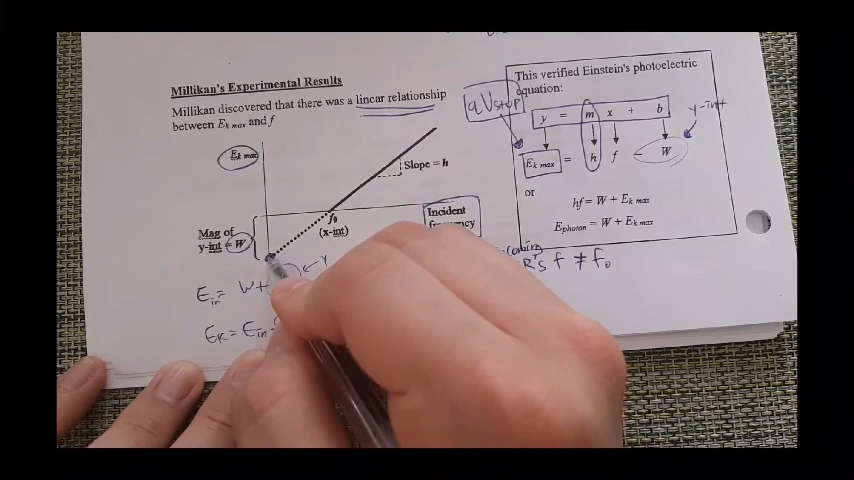 Millikan's Experimental Results
Millikan discovered that there was a linear relationship
between Ek max and f
Ek max
Slope = h
f0
(x-int)
Incident
frequency
Mag of
y-int = W
Ein = W +
Y
EK = Ein =
qVstop
This verified Einstein's photoelectric
equation:
y = m x + b
Y-int
Ek max = h f - W
or
hf = W + Ek max
Ephoton = W + Ek max
f ≠ f0